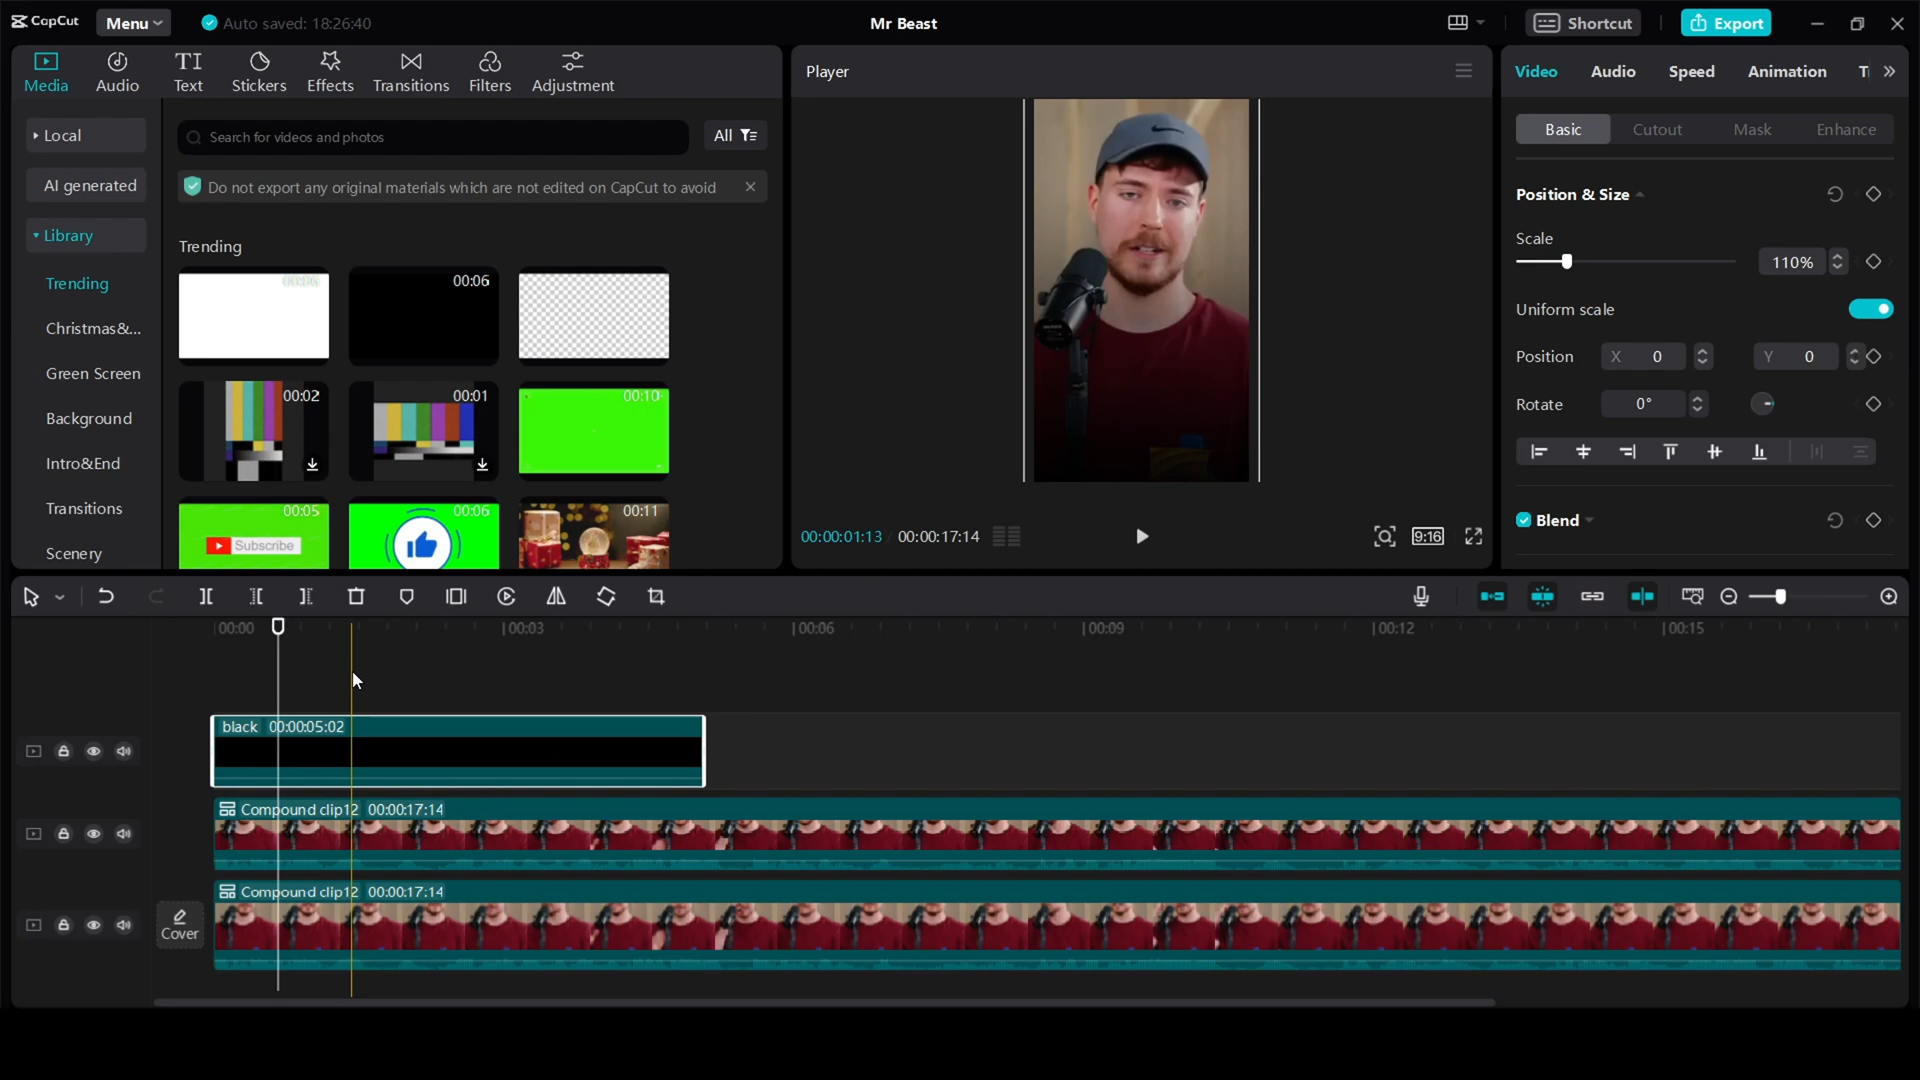 CapCut
Menu
Auto saved: 18:26:40
Mr Beast
Shortcut
Export
Media
Audio
Text
Stickers
Effects
Transitions
Filters
Adjustment
Local
AI generated
Library
Trending
Christmas&...
Green Screen
Background
Intro&End
Transitions
Scenery
Search for videos and photos
All
Do not export any original materials which are not edited on CapCut to avoid
Trending
00:06
00:02
00:01
00:10
00:05
Subscribe
00:06
00:11
Player
00:00:01:13
00:00:17:14
9:16
Video
Audio
Speed
Animation
Basic
Cutout
Mask
Enhance
Position & Size
Scale
110%
Uniform scale
Position
X 0
Y 0
Rotate
0°
Blend
00:00
00:03
00:06
00:09
00:12
00:15
black 00:00:05:02
Compound clip12 00:00:17:14
Cover
Compound clip12 00:00:17:14